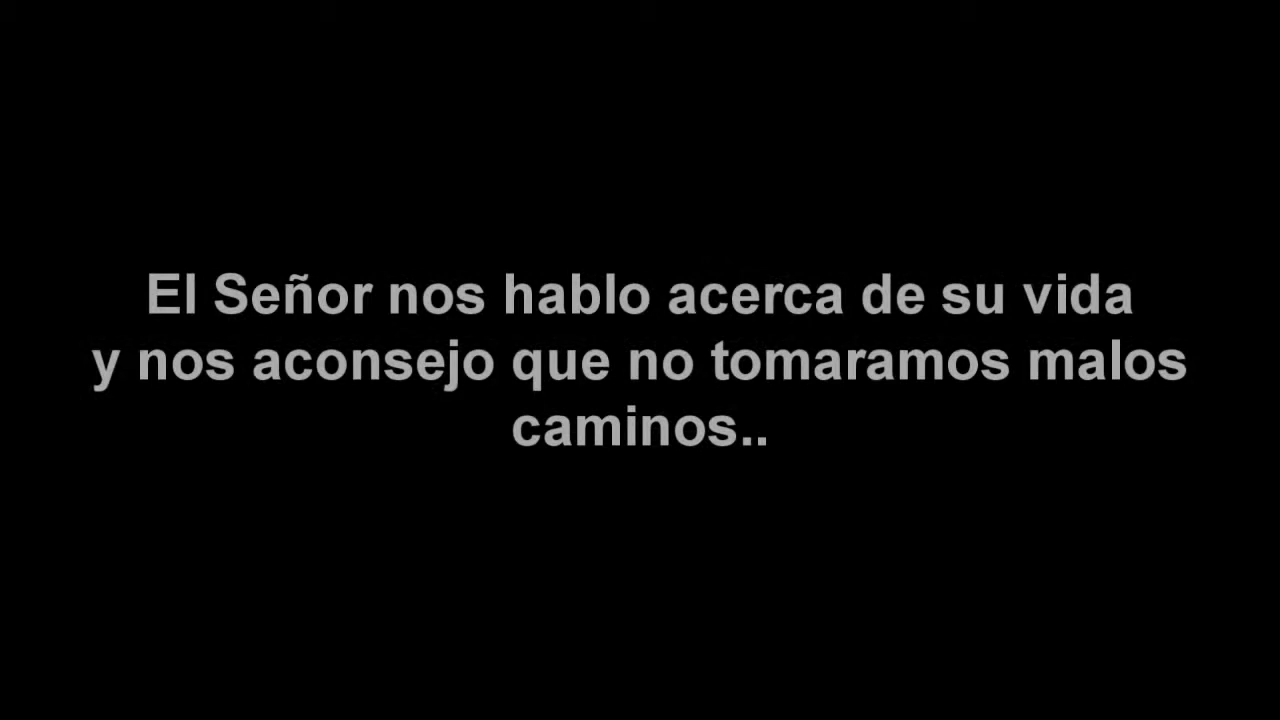 El Señor nos hablo acerca de su vida
y nos aconsejo que no tomaramos malos
caminos..